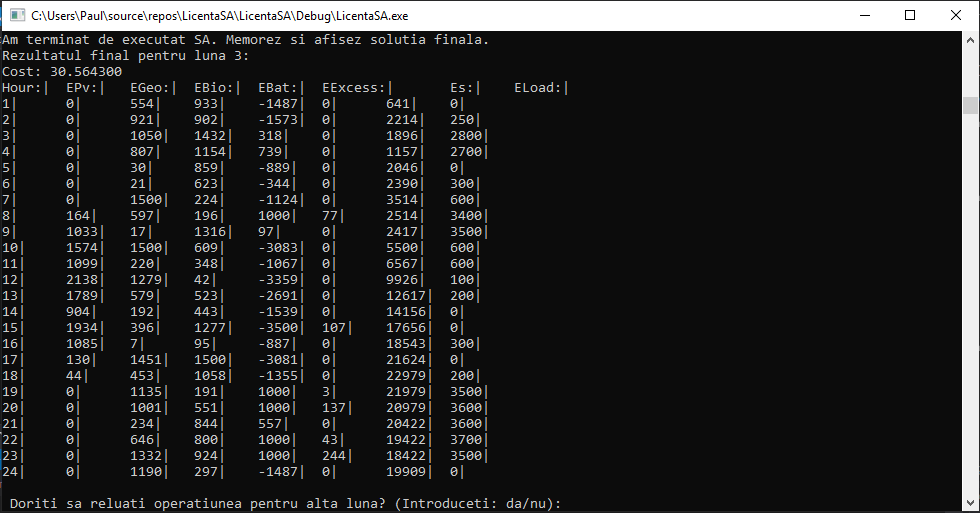 C:\Users\Paul\source\repos\LicentaSA\LicentaSA\Debug\LicentaSA.exe
Am terminat de executat SA. Memorez si afisez solutia finala.
Rezultatul final pentru luna 3:
Cost: 30.564300
Hour:| EPv:| EGeo:| EBio:| EBat:| EExcess:| Es:| ELoad:|
1| 0| 554| 933| -1487| 0| 641| 0|
2| 0| 921| 902| -1573| 0| 2214| 250|
3| 0| 1050| 1432| 318| 0| 1896| 2800|
4| 0| 807| 1154| 739| 0| 1157| 2700|
5| 0| 30| 859| -889| 0| 2046| 0|
6| 0| 21| 623| -344| 0| 2390| 300|
7| 0| 1500| 224| -1124| 0| 3514| 600|
8| 164| 597| 196| 1000| 77| 2514| 3400|
9| 1033| 17| 1316| 97| 0| 2417| 3500|
10| 1574| 1500| 609| -3083| 0| 5500| 600|
11| 1099| 220| 348| -1067| 0| 6567| 600|
12| 2138| 1279| 42| -3359| 0| 9926| 100|
13| 1789| 579| 523| -2691| 0| 12617| 200|
14| 904| 192| 443| -1539| 0| 14156| 0|
15| 1934| 396| 1277| -3500| 107| 17656| 0|
16| 1085| 7| 95| -887| 0| 18543| 300|
17| 130| 1451| 1500| -3081| 0| 21624| 0|
18| 44| 453| 1058| -1355| 0| 22979| 200|
19| 0| 1135| 191| 1000| 3| 21979| 3500|
20| 0| 1001| 551| 1000| 137| 20979| 3600|
21| 0| 234| 844| 557| 0| 20422| 3600|
22| 0| 646| 800| 1000| 43| 19422| 3700|
23| 0| 1332| 924| 1000| 244| 18422| 3500|
24| 0| 1190| 297| -1487| 0| 19909| 0|
Doriti sa reluati operatiunea pentru alta luna? (Introduceti: da/nu):